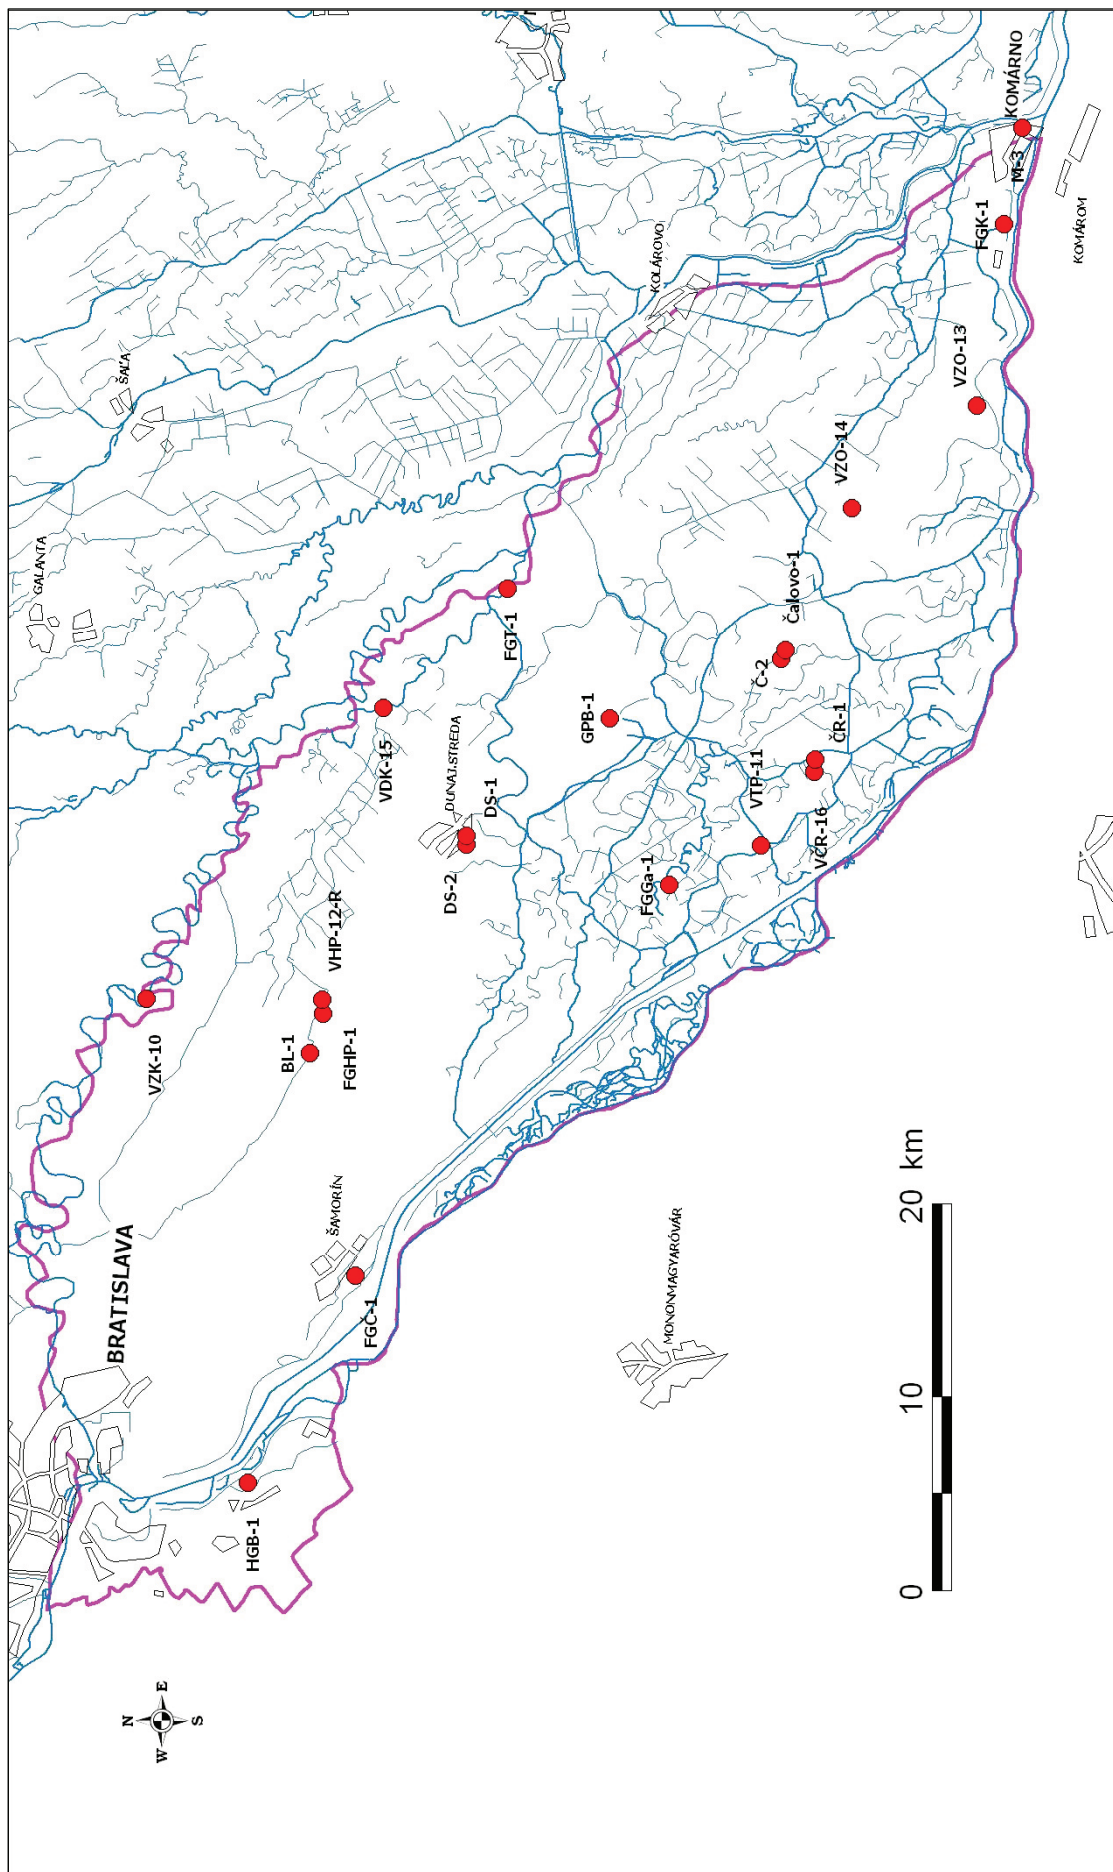 GALANTA
BRATISLAVA
ŠAĽA
N
VZK-10
W E
S
HGB-1
BL-1
ŠAMORÍN
VHP-12-R
FGHP-1
FGČ-1
VDK-15
DS-2
DUNAJ.STREDA
DS-1
FGT-1
GPB-1
FGGa-1
KOLÁROVO
MONONMAGYARÓVÁR
VTP-11
Č-2
Čalovo-1
VČR-16
ČR-1
VZO-14
0 10 20 km
VZO-13
FGK-1
KOMÁRNO
M-3
KOMÁROM